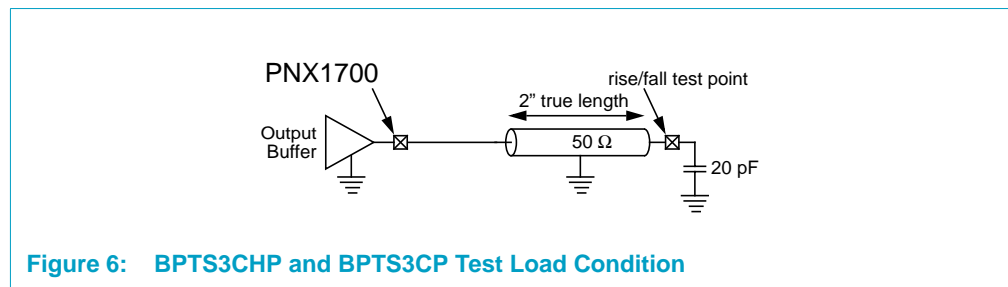 PNX1700
rise/fall test point
2" true length
Output
Buffer
50 Ω
20 pF
Figure 6: BPTS3CHP and BPTS3CP Test Load Condition